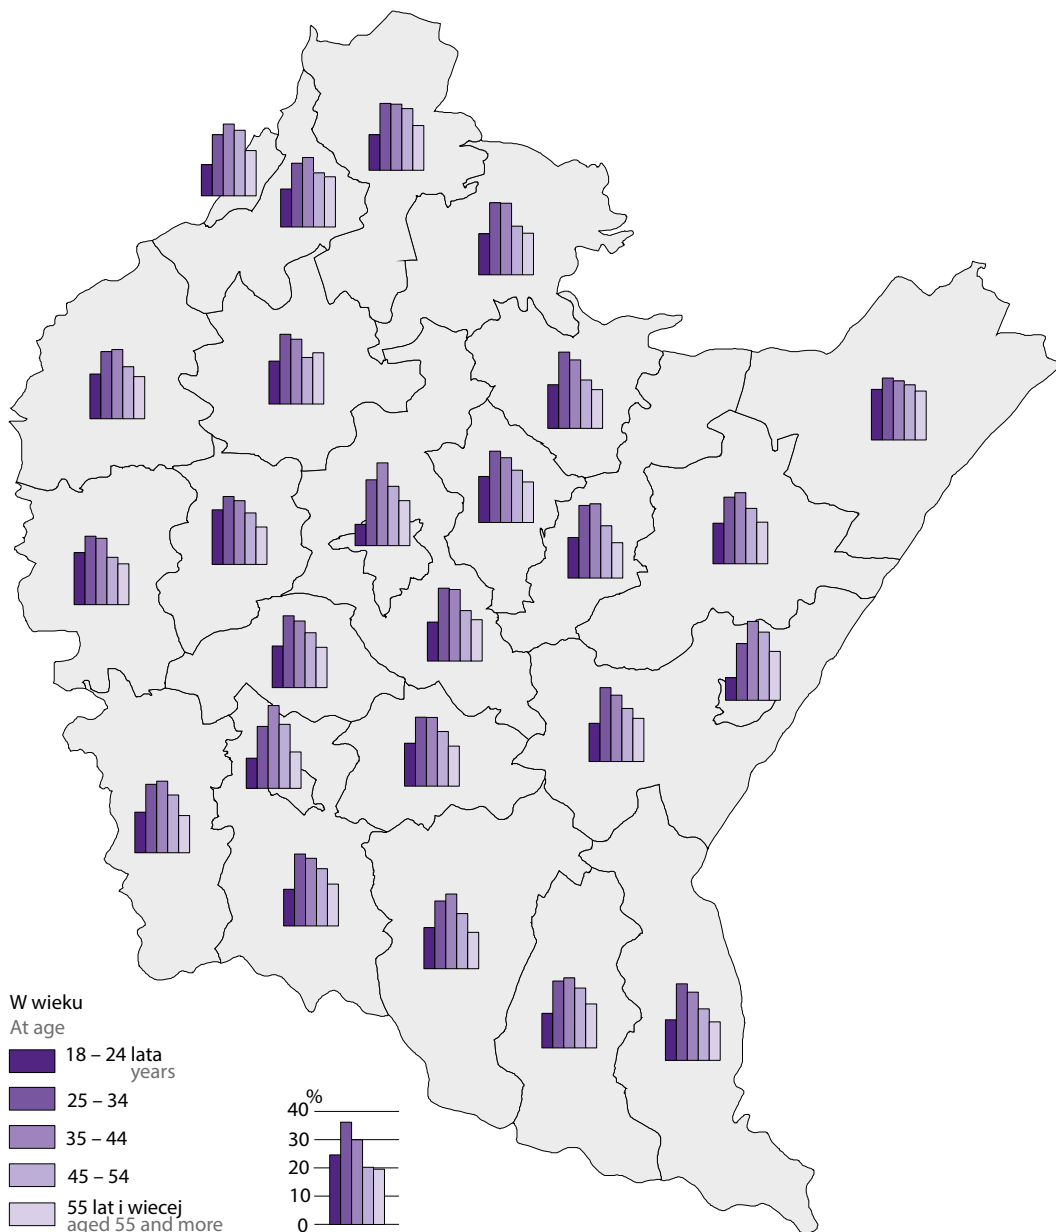 W wieku
At age
18 – 24 lata
years
25 – 34
35 – 44
45 – 54
55 lat i wiecej
aged 55 and more
%
40
30
20
10
0